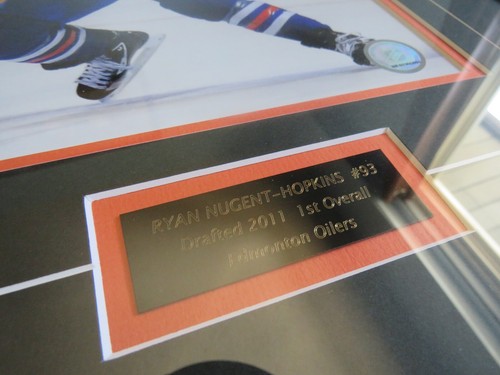 RYAN NUGENT-HOPKINS #93
Drafted 2011 1st Overall
Edmonton Oilers